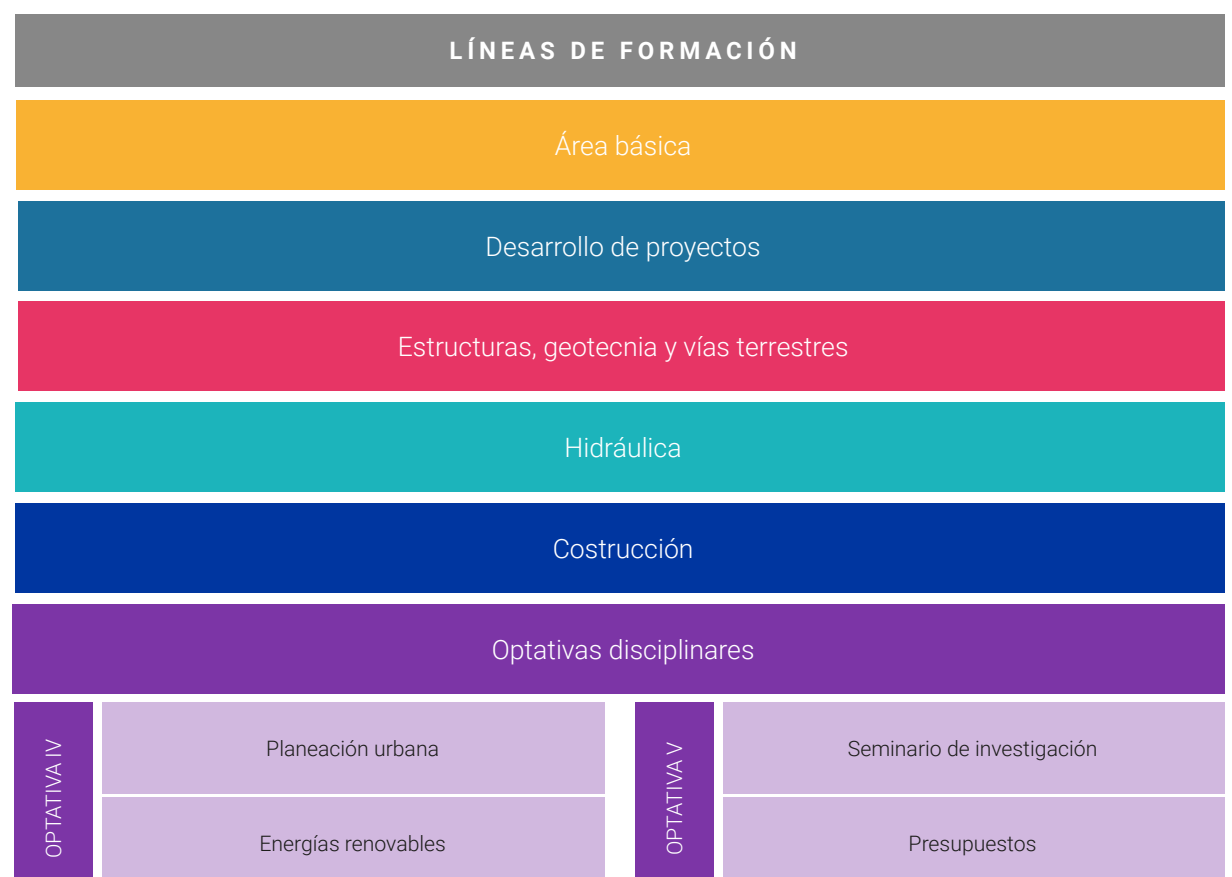 LÍNEAS DE FORMACIÓN
Área básica
Desarrollo de proyectos
Estructuras, geotecnia y vías terrestres
Hidráulica
Costrucción
Optativas disciplinares
OPTATIVA IV
Planeación urbana
Energías renovables
OPTATIVA V
Seminario de investigación
Presupuestos